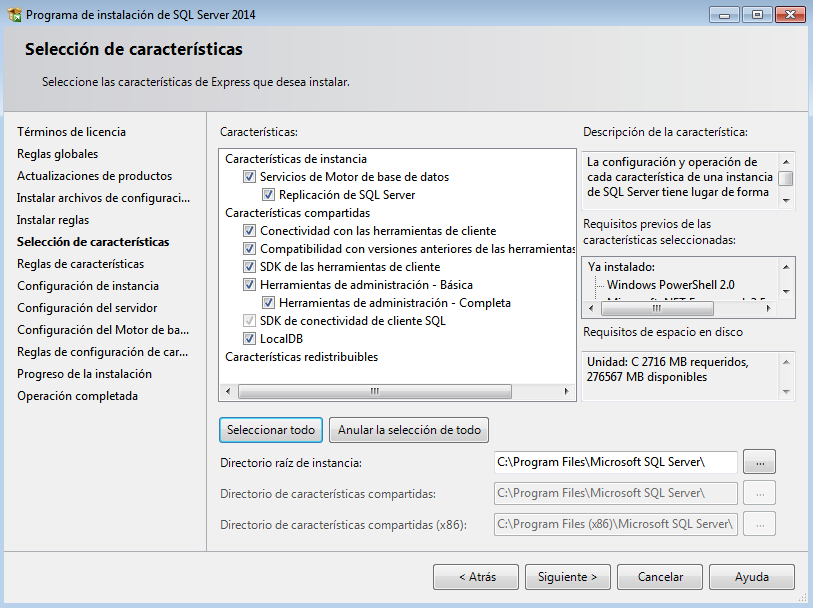 Programa de instalación de SQL Server 2014
Selección de características
Seleccione las características de Express que desea instalar.
Términos de licencia
Reglas globales
Actualizaciones de productos
Instalar archivos de configuraci...
Instalar reglas
Selección de características
Reglas de características
Configuración de instancia
Configuración del servidor
Configuración del Motor de ba...
Reglas de configuración de car...
Progreso de la instalación
Operación completada
Características:
Características de instancia
Servicios de Motor de base de datos
Replicación de SQL Server
Características compartidas
Conectividad con las herramientas de cliente
Compatibilidad con versiones anteriores de las herramientas
SDK de las herramientas de cliente
Herramientas de administración - Básica
Herramientas de administración - Completa
SDK de conectividad de cliente SQL
LocalDB
Características redistribuibles
Descripción de la característica:
La configuración y operación de
cada característica de una instancia
de SQL Server tiene lugar de forma
Requisitos previos de las
características seleccionadas:
Ya instalado:
Windows PowerShell 2.0
Requisitos de espacio en disco
Unidad: C 2716 MB requeridos,
276567 MB disponibles
Seleccionar todo
Anular la selección de todo
Directorio raíz de instancia:
C:\Program Files\Microsoft SQL Server\
...
Directorio de características compartidas:
C:\Program Files\Microsoft SQL Server\
...
Directorio de características compartidas (x86):
C:\Program Files (x86)\Microsoft SQL Server\
...
< Atrás
Siguiente >
Cancelar
Ayuda